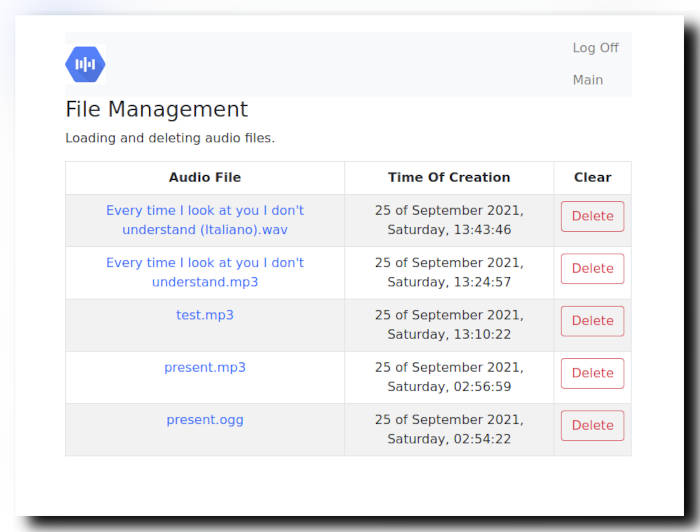 Log Off
Main
File Management
Loading and deleting audio files.
Audio File Time Of Creation Clear
Every time I look at you I don't
understand (Italiano).wav
25 of September 2021,
Saturday, 13:43:46
Delete
Every time I look at you I don't
understand.mp3
25 of September 2021,
Saturday, 13:24:57
Delete
test.mp3
25 of September 2021,
Saturday, 13:10:22
Delete
present.mp3
25 of September 2021,
Saturday, 02:56:59
Delete
present.ogg
25 of September 2021,
Saturday, 02:54:22
Delete